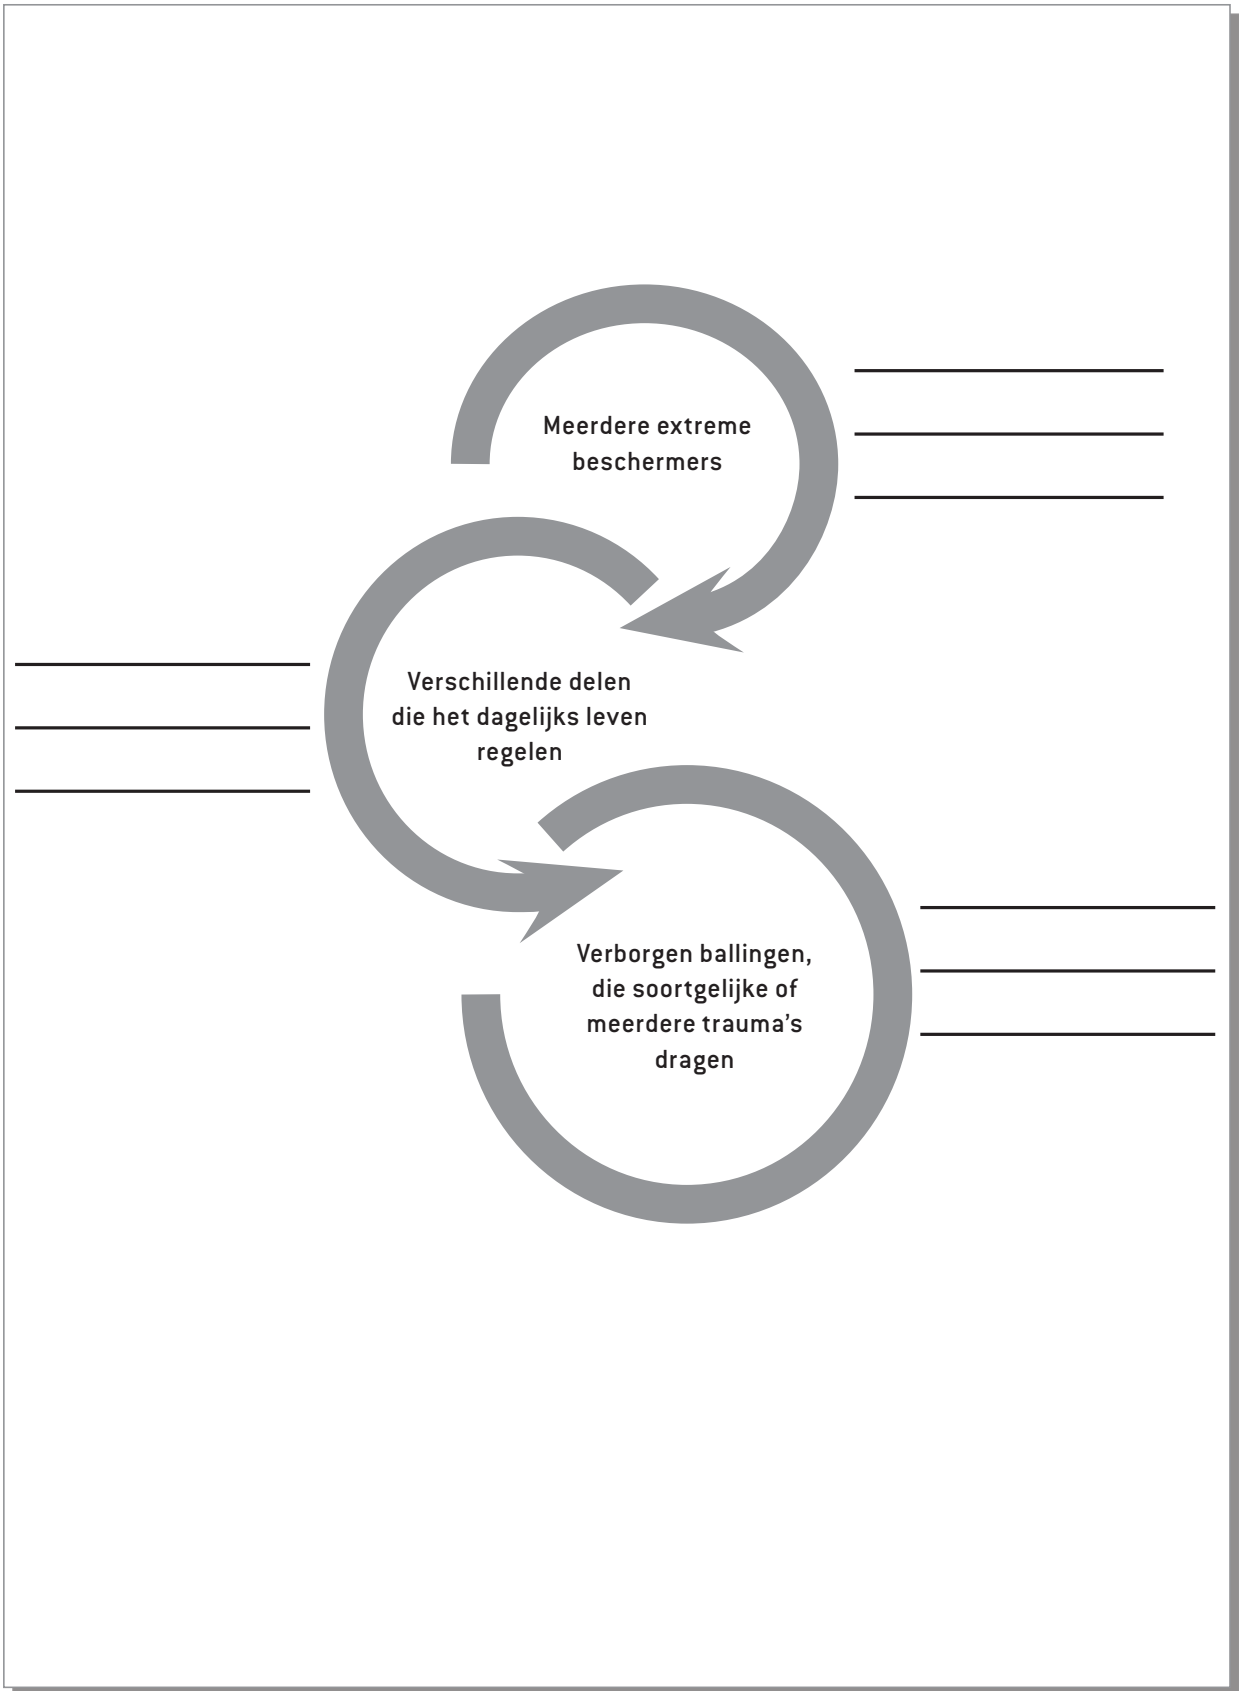 Meerdere extreme
beschermers
Verschillende delen
die het dagelijks leven
regelen
Verborgen ballingen,
die soortgelijke of
meerdere trauma's
dragen